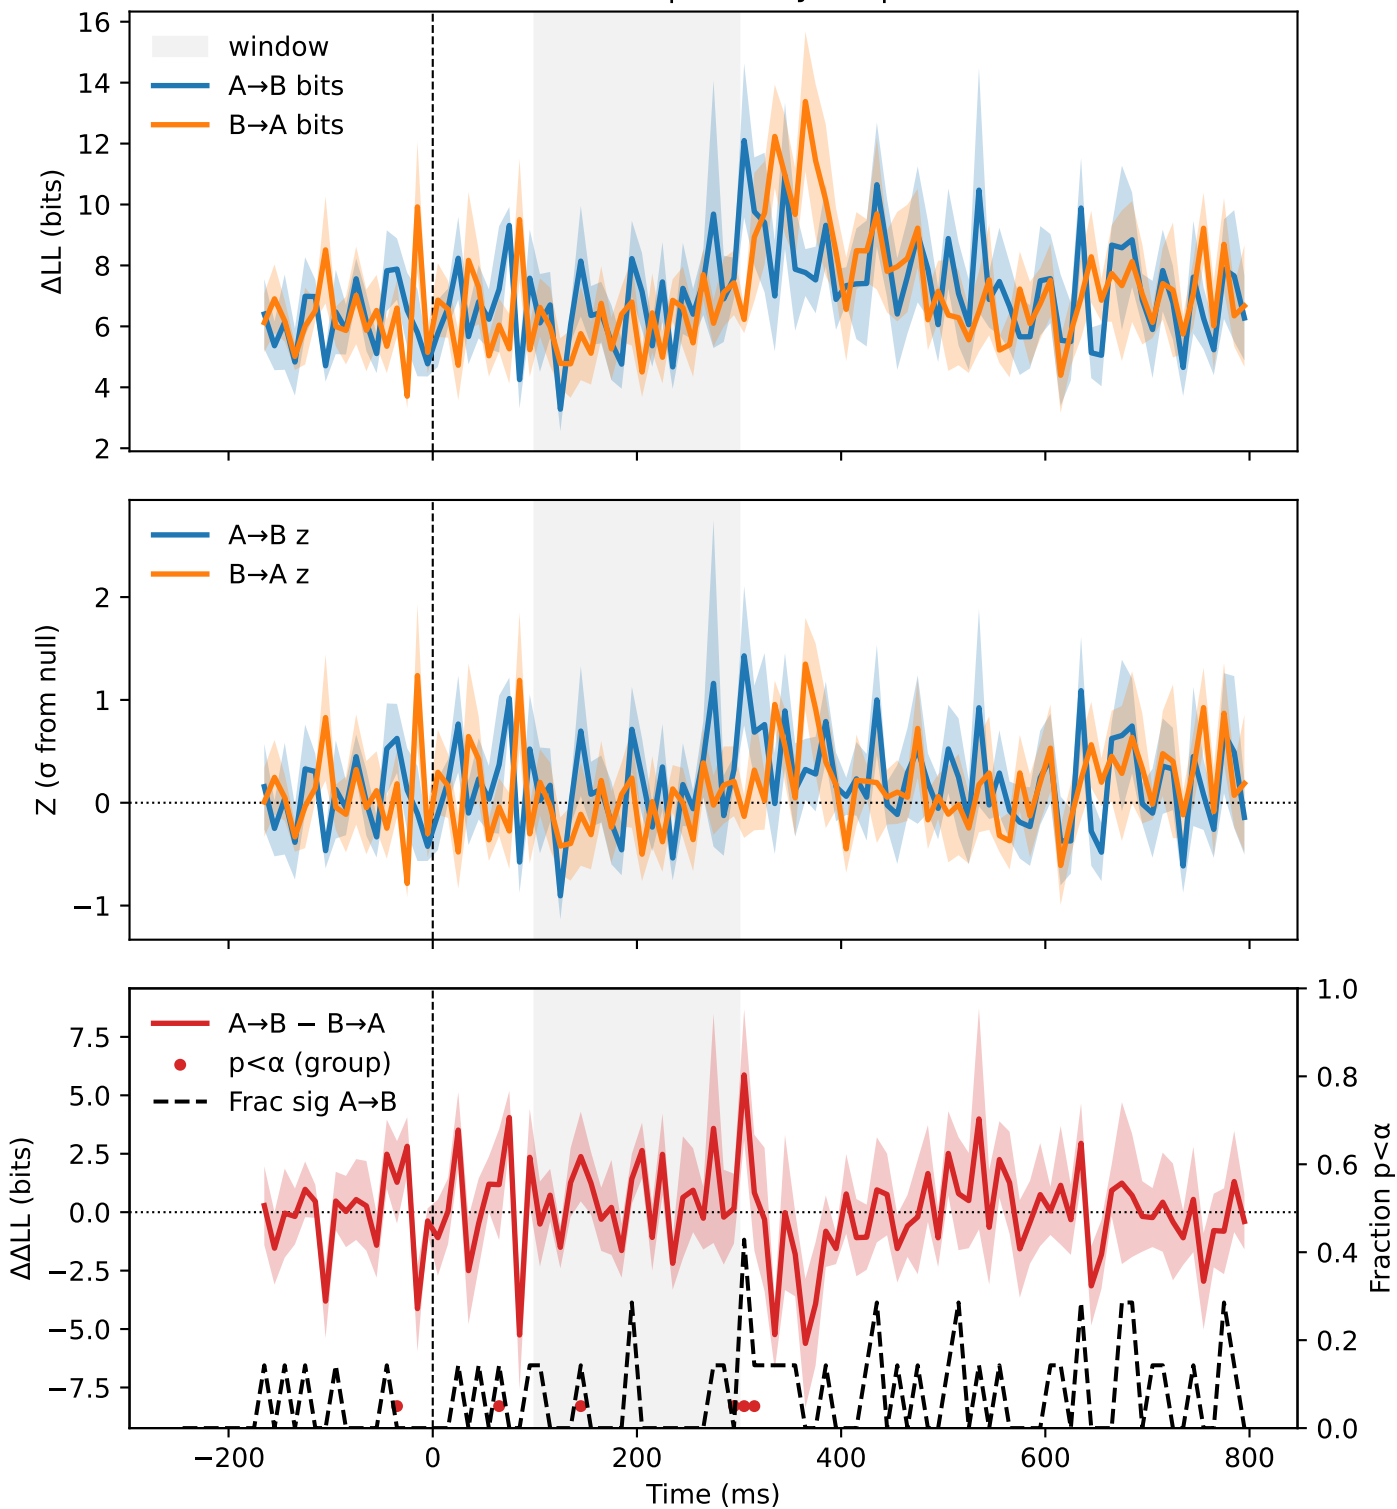 16
14
12
10
8
6
4
2
ΔLL (bits)
window
A→B bits
B→A bits
2
1
0
−1
Z (σ from null)
A→B z
B→A z
7.5
5.0
2.5
0.0
−2.5
−5.0
−7.5
ΔΔLL (bits)
A→B − B→A
p<α (group)
Frac sig A→B
1.0
0.8
0.6
0.4
0.2
0.0
Fraction p<α
−200
0
200
400
600
800
Time (ms)